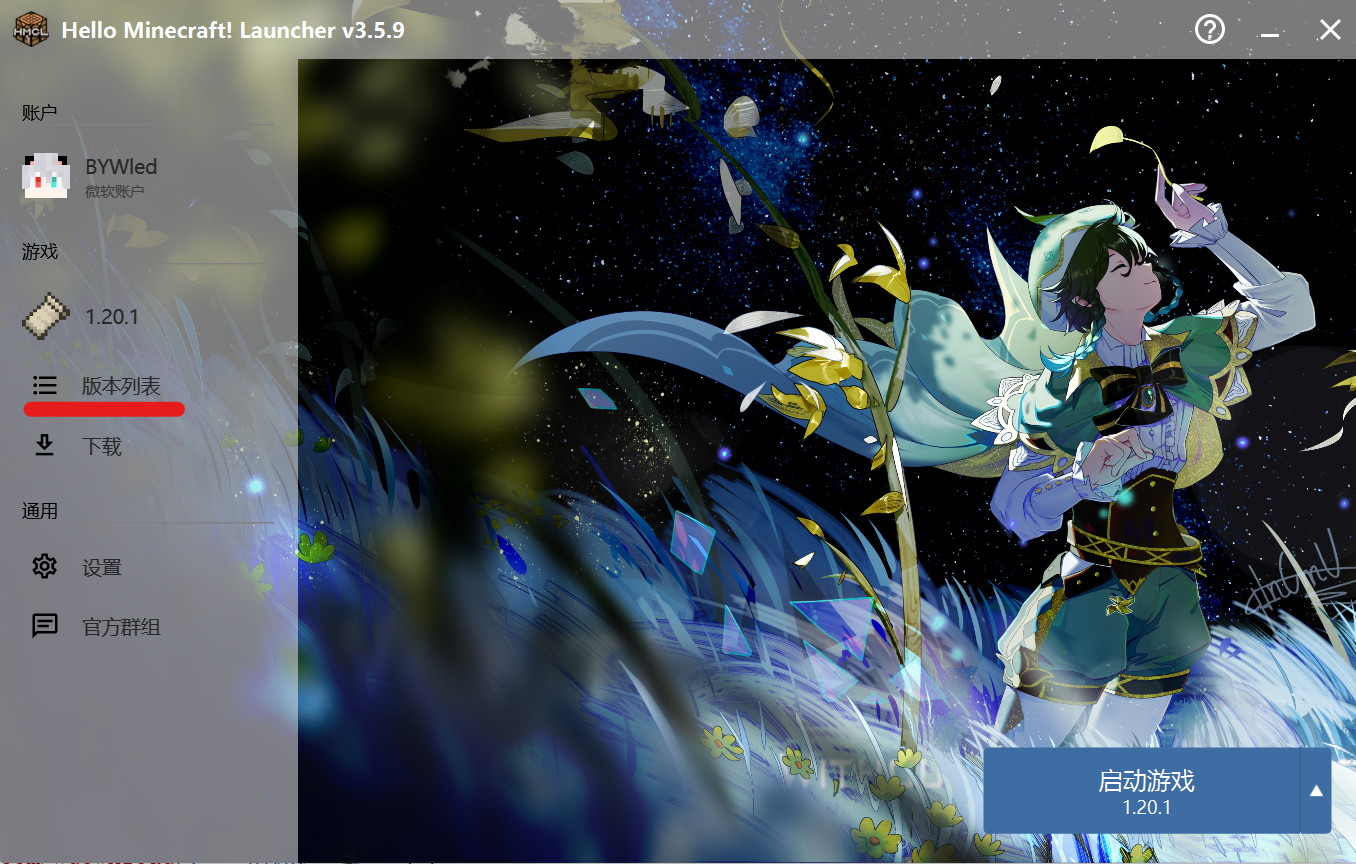 HMCL
Hello Minecraft! Launcher v3.5.9
账户
BYWled
微软账户
游戏
1.20.1
版本列表
下载
通用
设置
官方群组
启动游戏
1.20.1